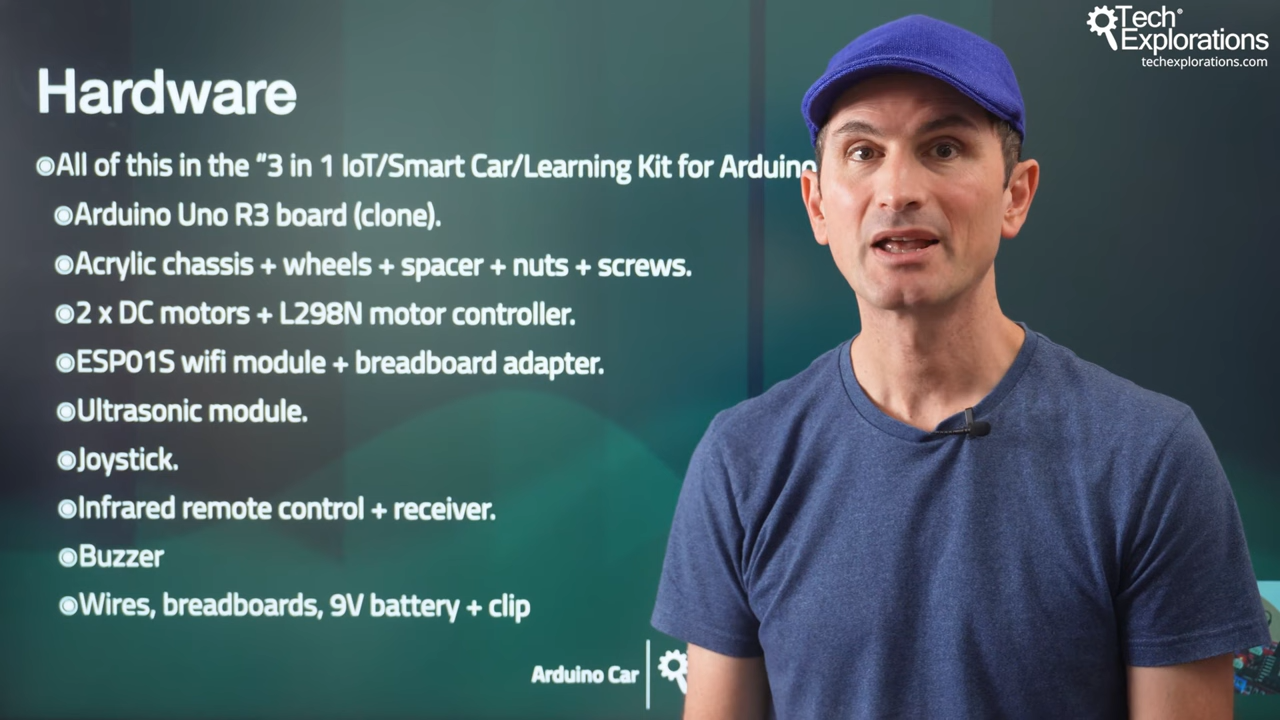 Tech®
Explorations
techexplorations.com
Hardware
All of this in the "3 in 1 IoT/Smart Car/Learning Kit for Arduino
Arduino Uno R3 board (clone).
Acrylic chassis + wheels + spacer + nuts + screws.
2 x DC motors + L298N motor controller.
ESP01S wifi module + breadboard adapter.
Ultrasonic module.
Joystick.
Infrared remote control + receiver.
Buzzer
Wires, breadboards, 9V battery + clip
Arduino Car